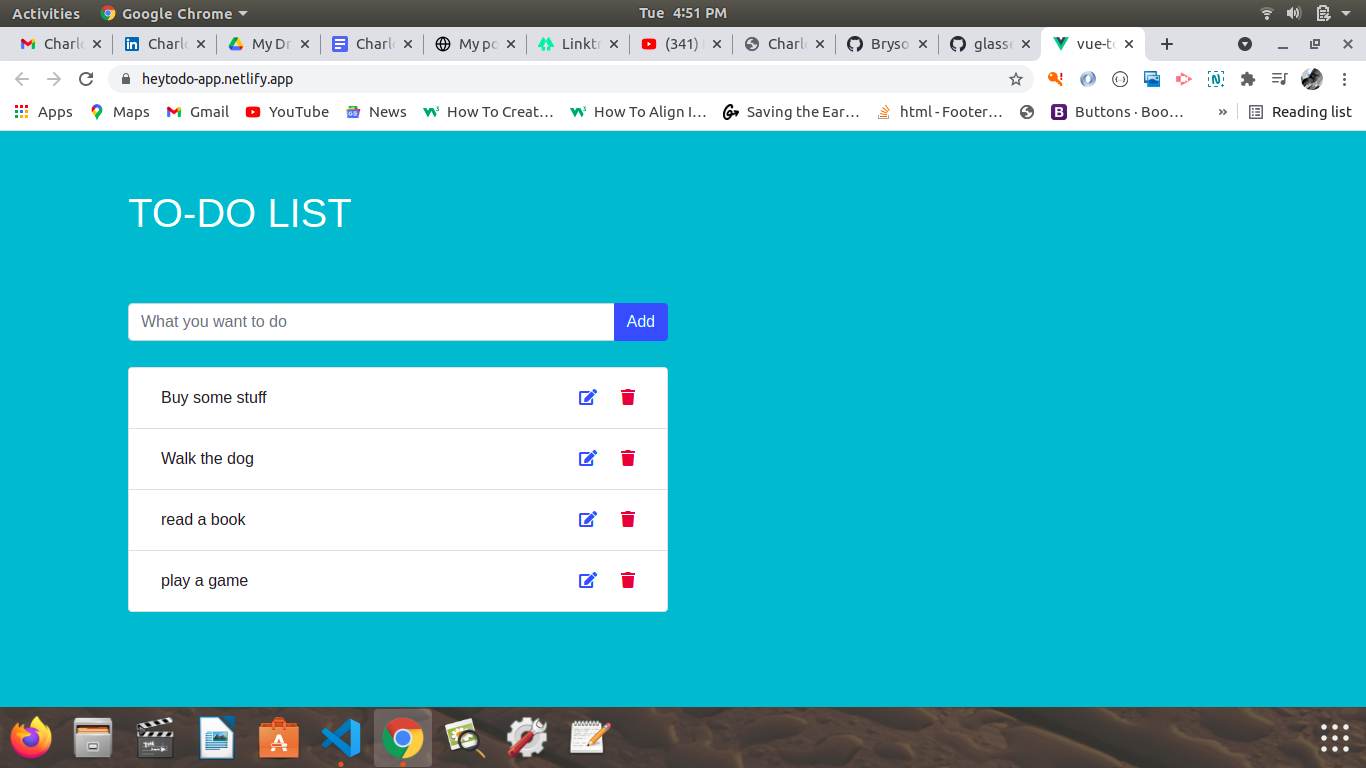 Activities Google Chrome Tue 4:51 PM
Charl Charl My Dr Charl My po Linktr (341) Charl Bryso glasse vue-to
heytodo-app.netlify.app
Apps Maps Gmail YouTube News How To Creat… How To Align I… Saving the Ear… html - Footer… Buttons · Boo… » Reading list
TO-DO LIST
What you want to do Add
Buy some stuff
Walk the dog
read a book
play a game